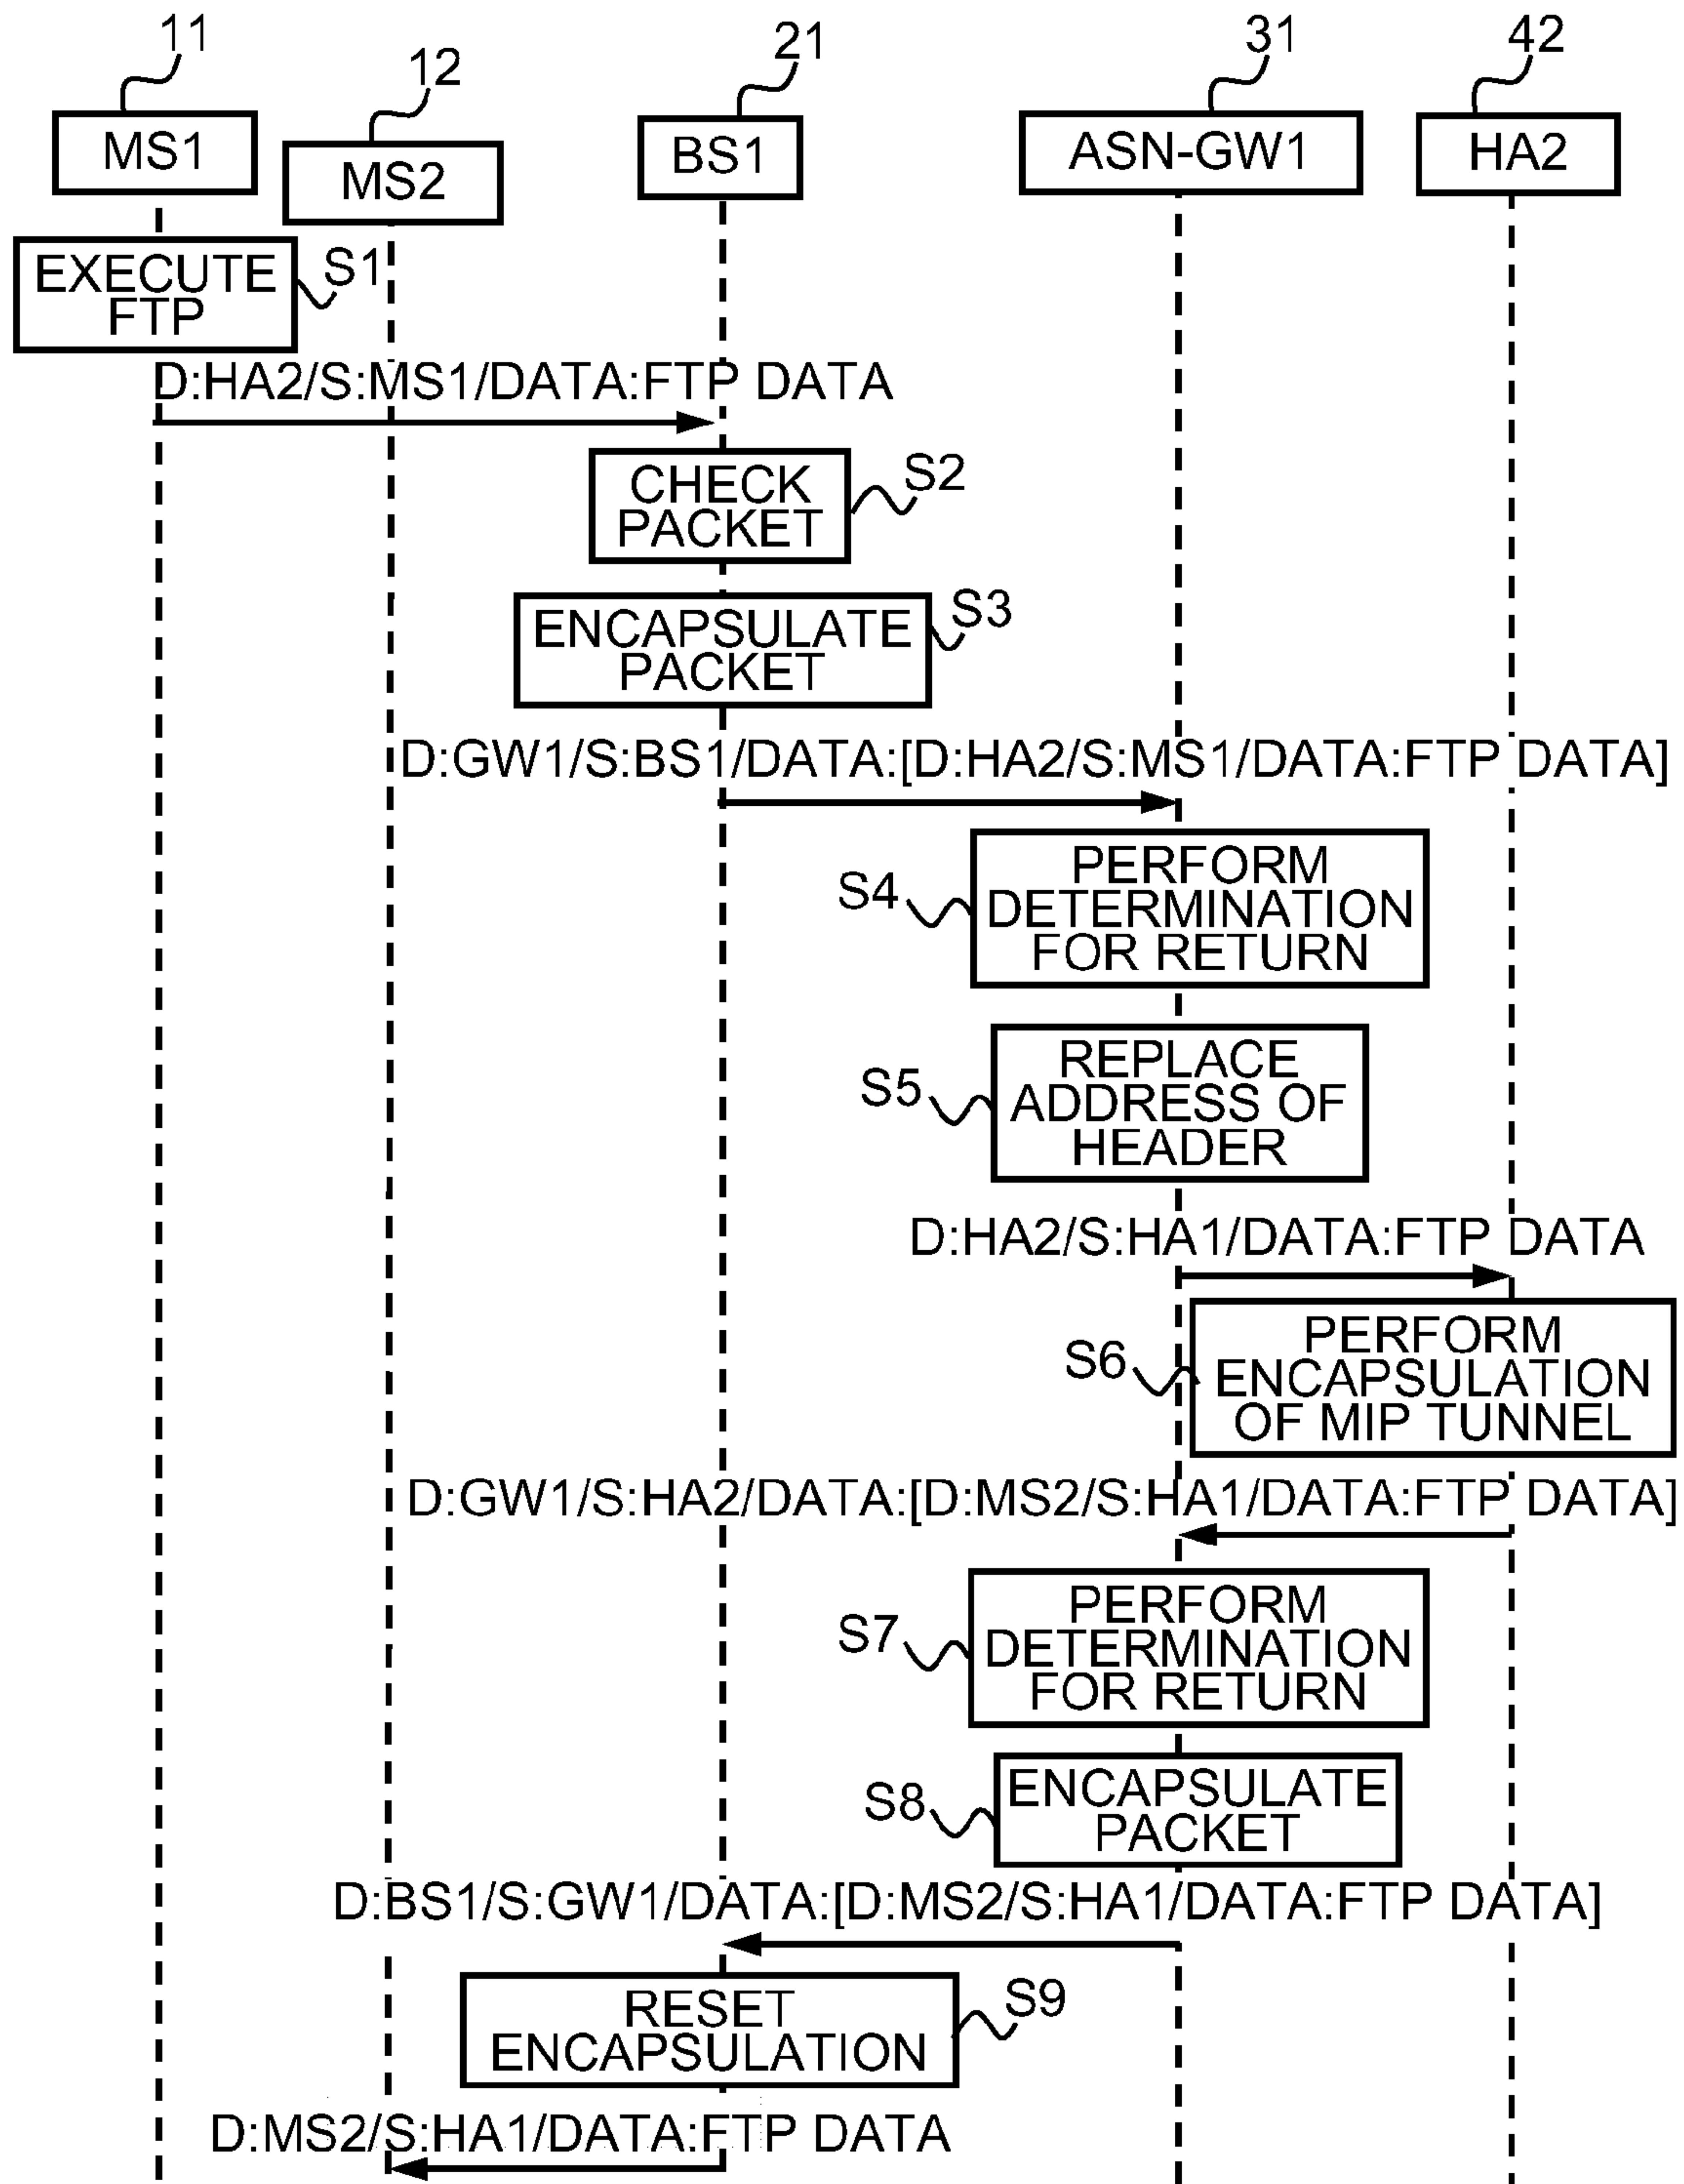 11
12
21
31
42
MS1
MS2
BS1
ASN-GW1
HA2
EXECUTE
FTP
S1
D:HA2/S:MS1/DATA:FTP DATA
CHECK
PACKET
S2
ENCAPSULATE
PACKET
S3
D:GW1/S:BS1/DATA:[D:HA2/S:MS1/DATA:FTP DATA]
S4
PERFORM
DETERMINATION
FOR RETURN
S5
REPLACE
ADDRESS OF
HEADER
D:HA2/S:HA1/DATA:FTP DATA
S6
PERFORM
ENCAPSULATION
OF MIP TUNNEL
D:GW1/S:HA2/DATA:[D:MS2/S:HA1/DATA:FTP DATA]
S7
PERFORM
DETERMINATION
FOR RETURN
S8
ENCAPSULATE
PACKET
D:BS1/S:GW1/DATA:[D:MS2/S:HA1/DATA:FTP DATA]
RESET
ENCAPSULATION
S9
D:MS2/S:HA1/DATA:FTP DATA